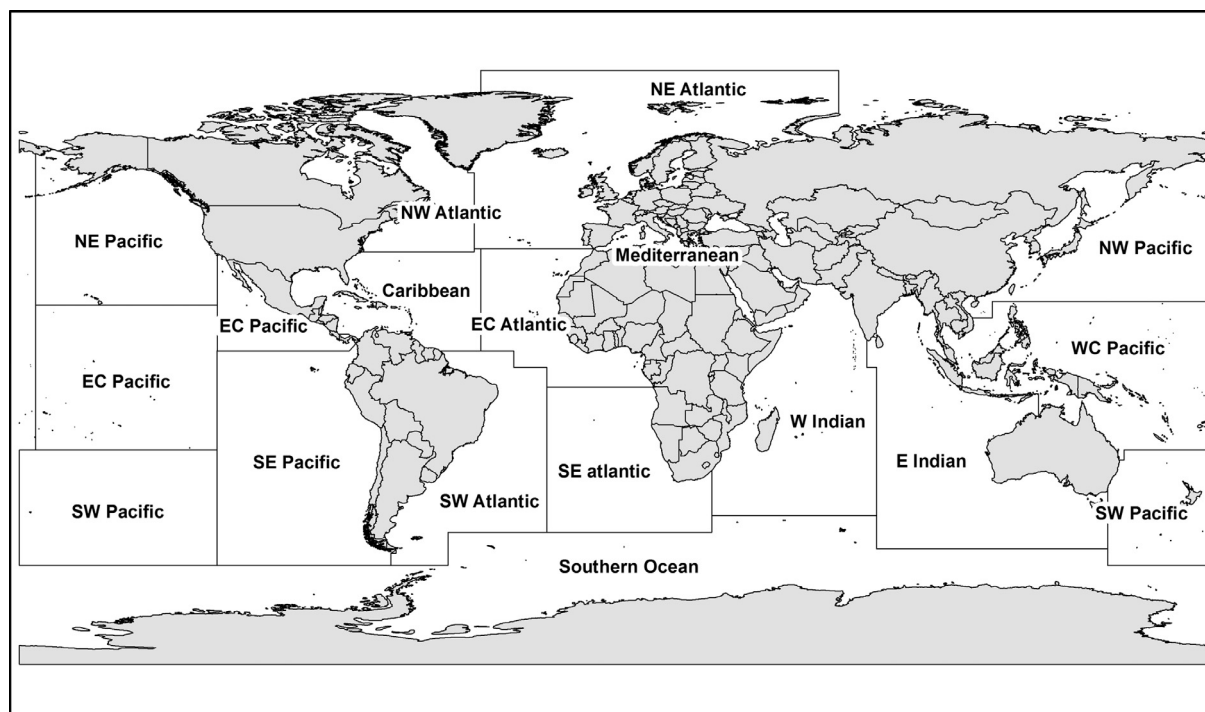 NE Atlantic
NW Atlantic
NE Pacific
NW Pacific
Mediterranean
Caribbean
EC Pacific
EC Atlantic
WC Pacific
EC Pacific
W Indian
SE Pacific
E Indian
SE atlantic
SW Atlantic
SW Pacific
SW Pacific
Southern Ocean